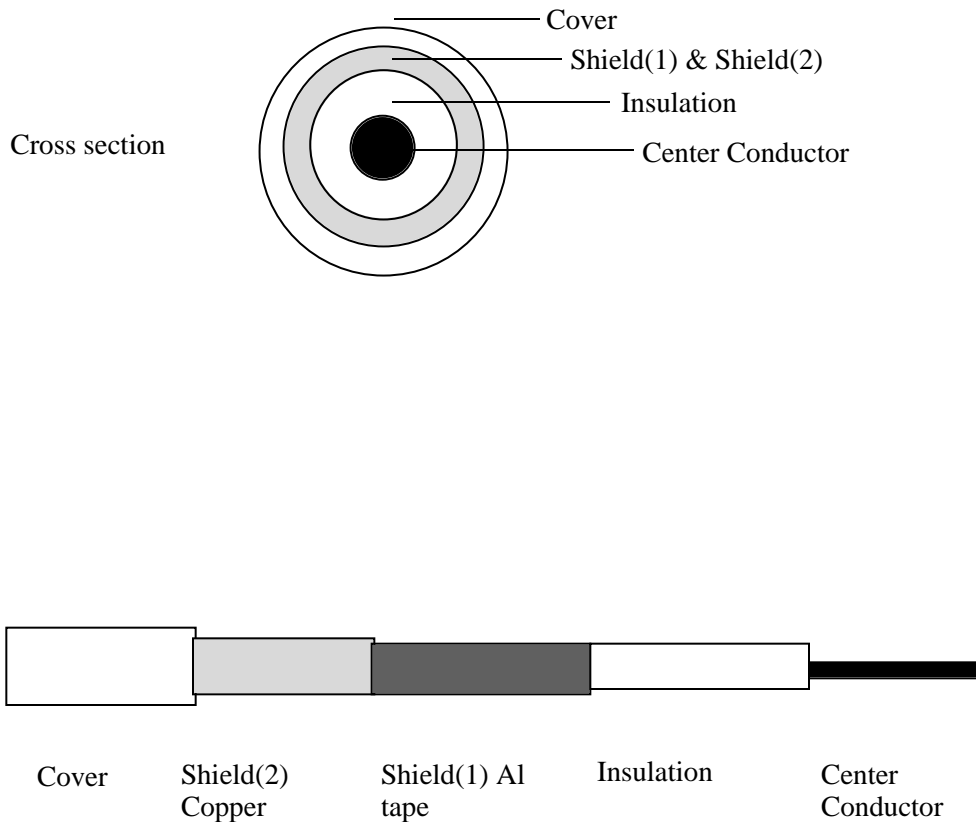 Cover
Shield(1) & Shield(2)
Insulation
Cross section
Center Conductor
Cover
Shield(2)
Copper
Shield(1) Al
tape
Insulation
Center
Conductor